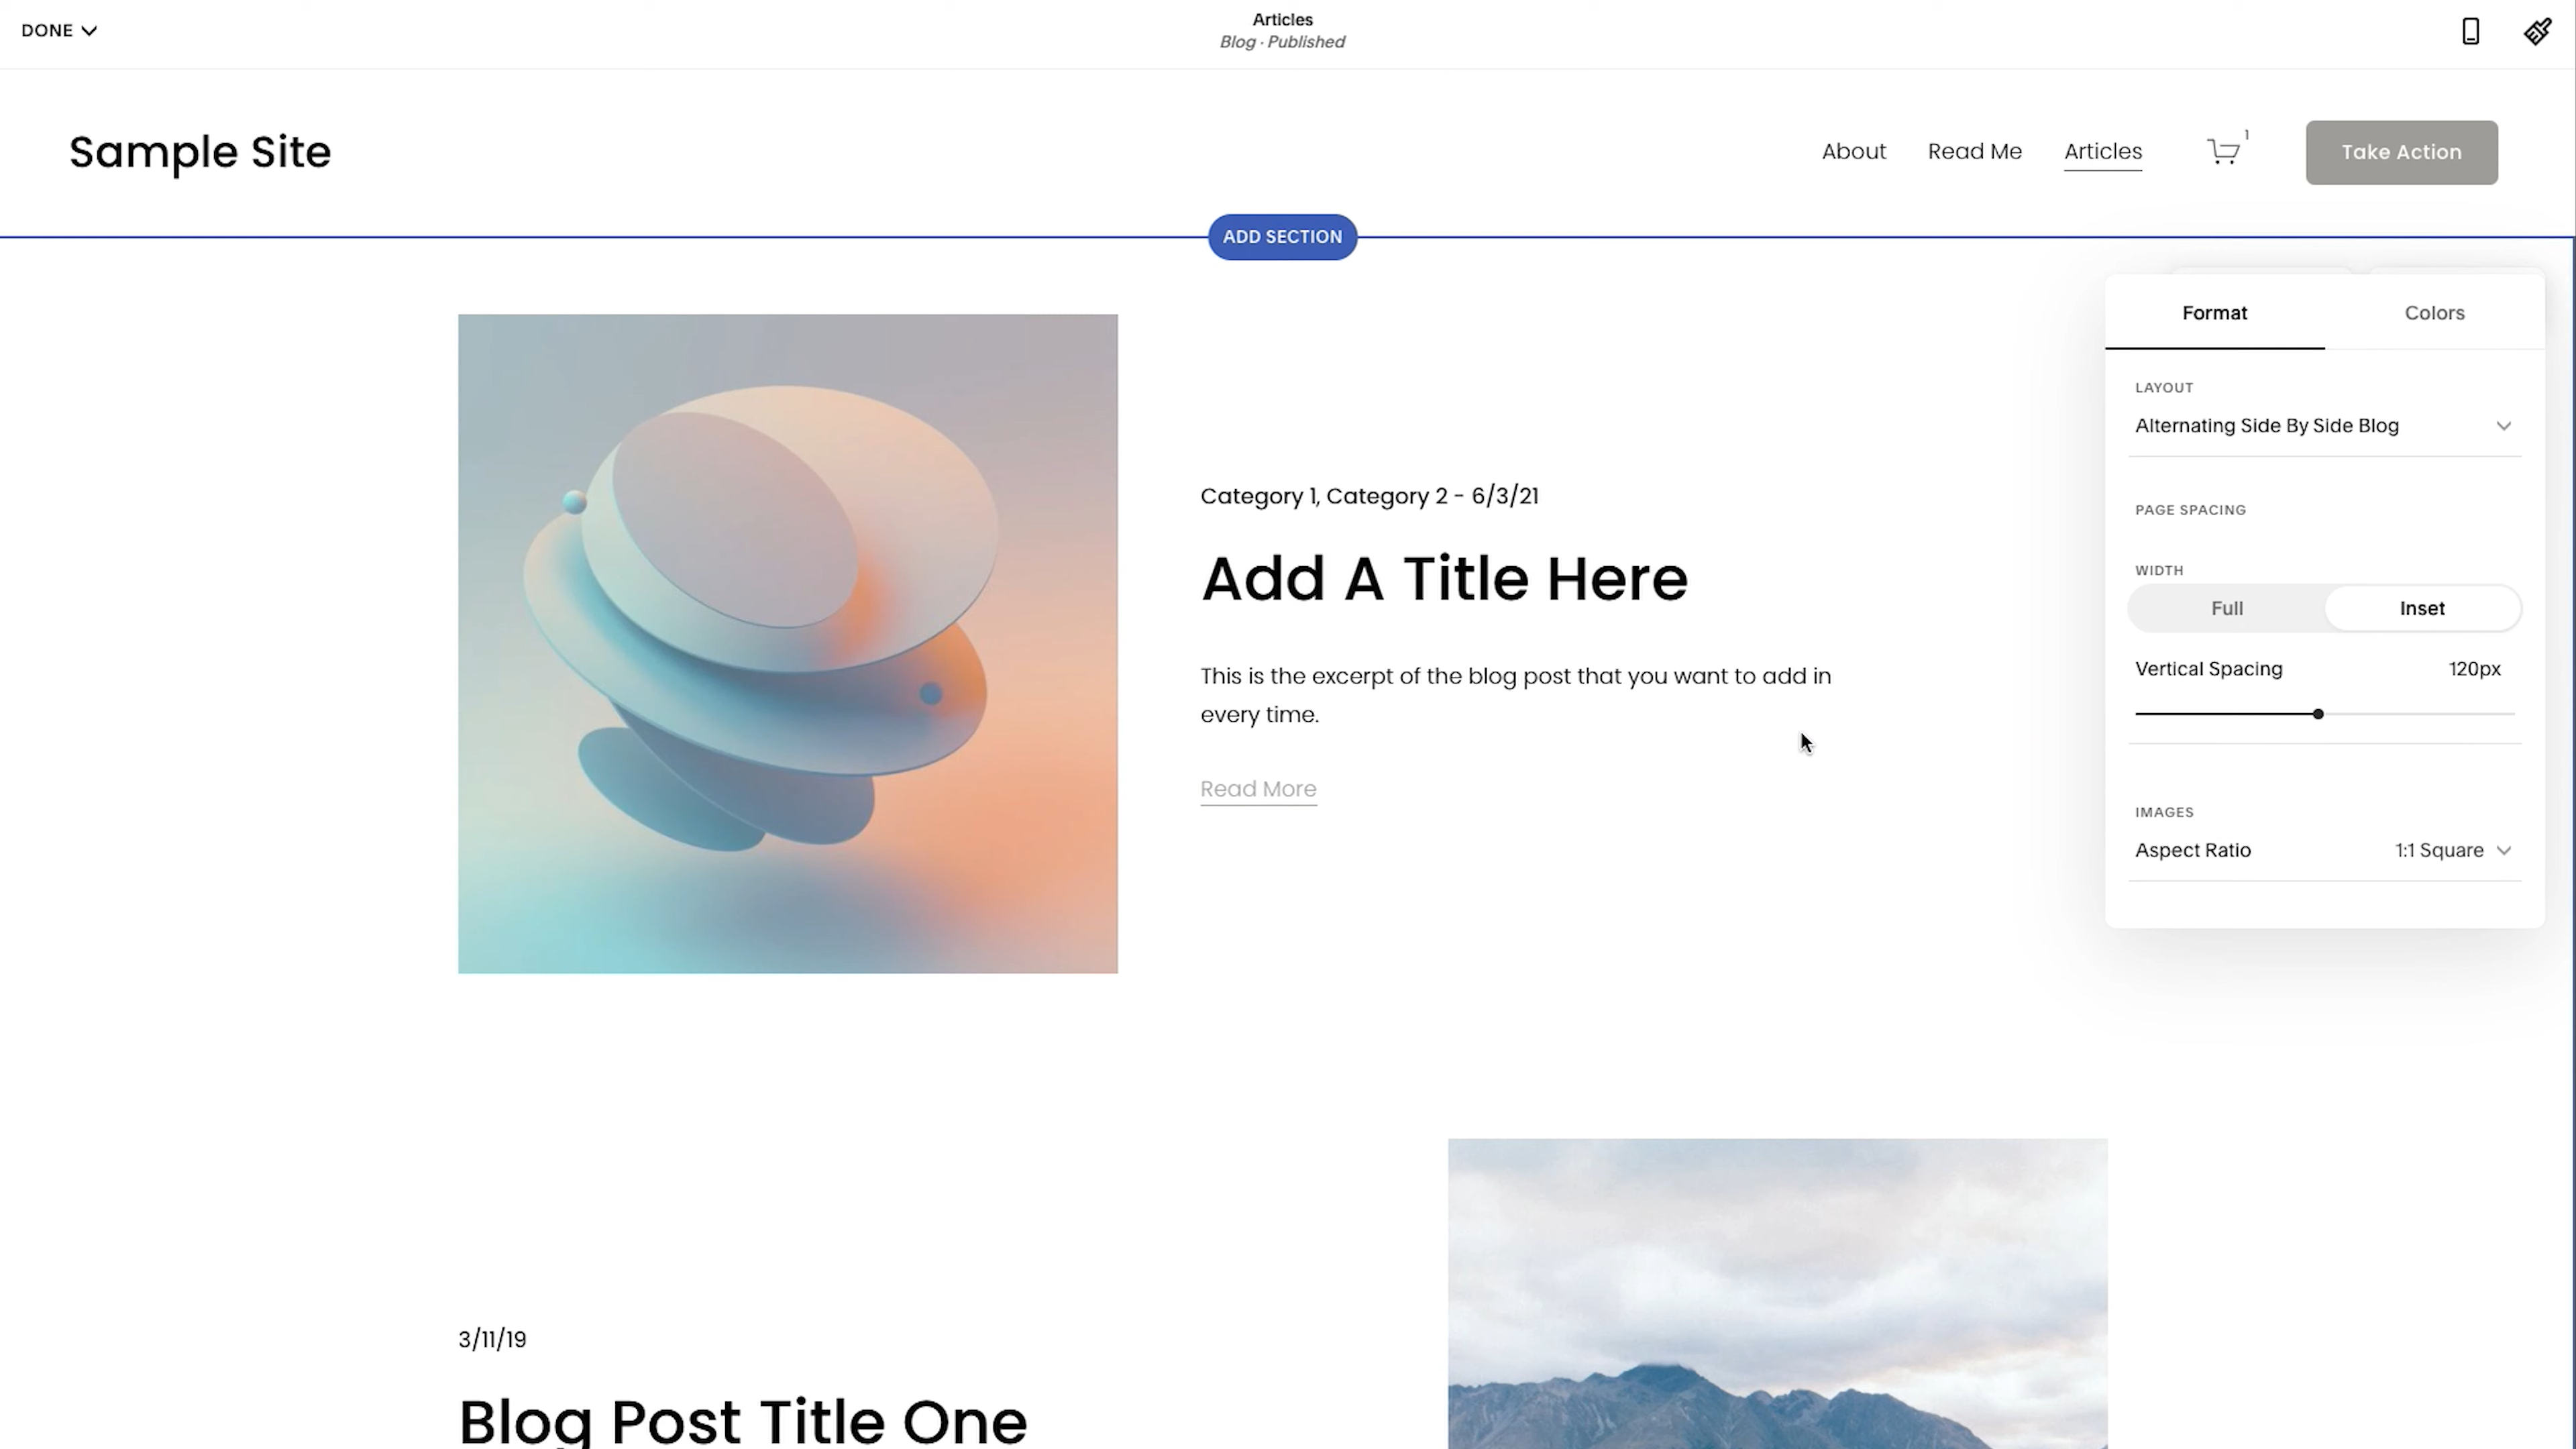 DONE
Articles
Blog · Published
Sample Site
About
Read Me
Articles
1
Take Action
ADD SECTION
Format
Colors
LAYOUT
Alternating Side By Side Blog
PAGE SPACING
WIDTH
Full
Inset
Vertical Spacing
120px
IMAGES
Aspect Ratio
1:1 Square
Category 1, Category 2 - 6/3/21
Add A Title Here
This is the excerpt of the blog post that you want to add in
every time.
Read More
3/11/19
Blog Post Title One